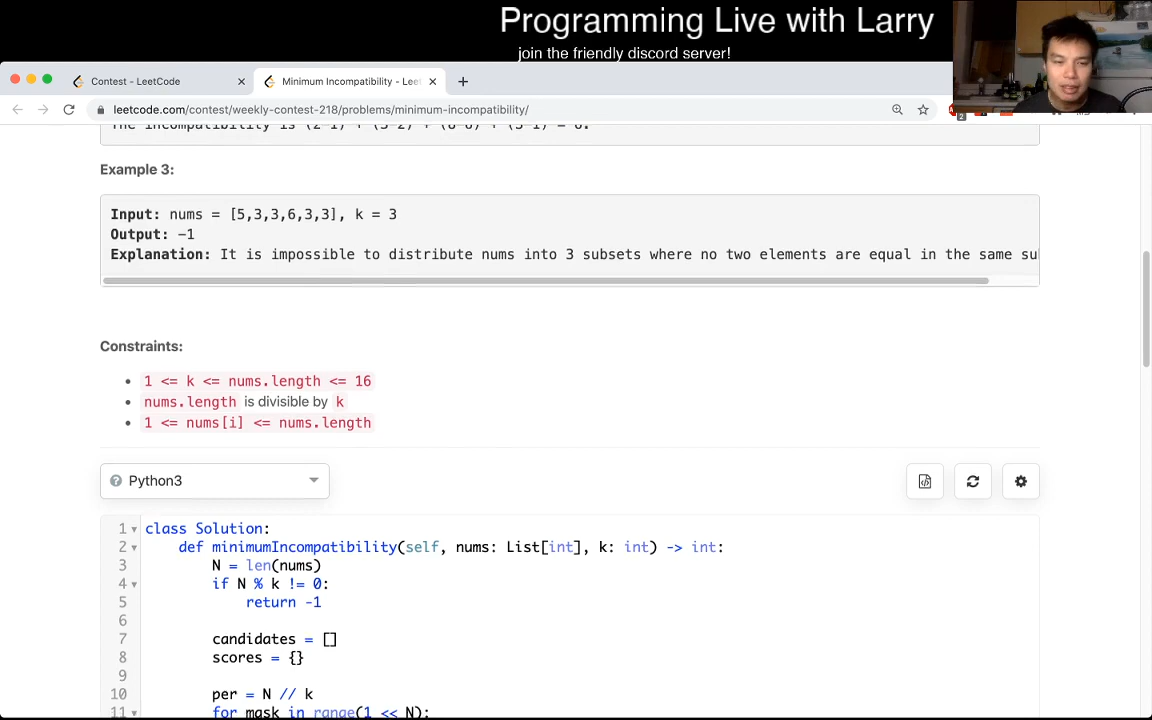 Programming Live with Larry
join the friendly discord server!
Contest - LeetCode
Minimum Incompatibility - Leet
leetcode.com/contest/weekly-contest-218/problems/minimum-incompatibility/
Example 3:
Input: nums = [5,3,3,6,3,3], k = 3
Output: -1
Explanation: It is impossible to distribute nums into 3 subsets where no two elements are equal in the same su
Constraints:
1 <= k <= nums.length <= 16
nums.length is divisible by k
1 <= nums[i] <= nums.length
Python3
1 class Solution:
2 def minimumIncompatibility(self, nums: List[int], k: int) -> int:
3 N = len(nums)
4 if N % k != 0:
5 return -1
6
7 candidates = []
8 scores = {}
9
10 per = N // k
11 for mask in range(1 << N):